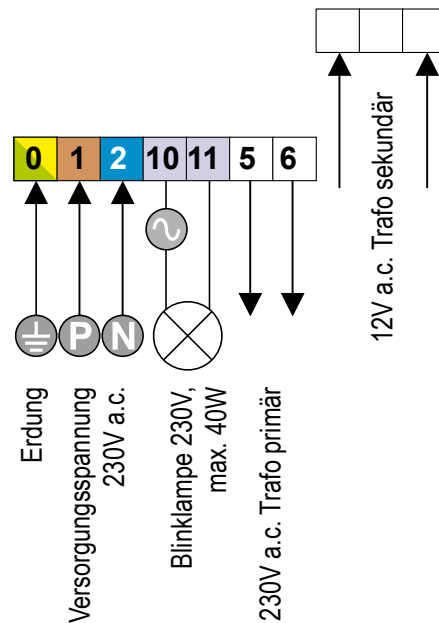 0 1 2 10 11 5 6
P N
Erdung
Versorgungsspannung
230V a.c.
Blinklampe 230V,
max. 40W
230V a.c. Trafo primär
12V a.c. Trafo sekundär